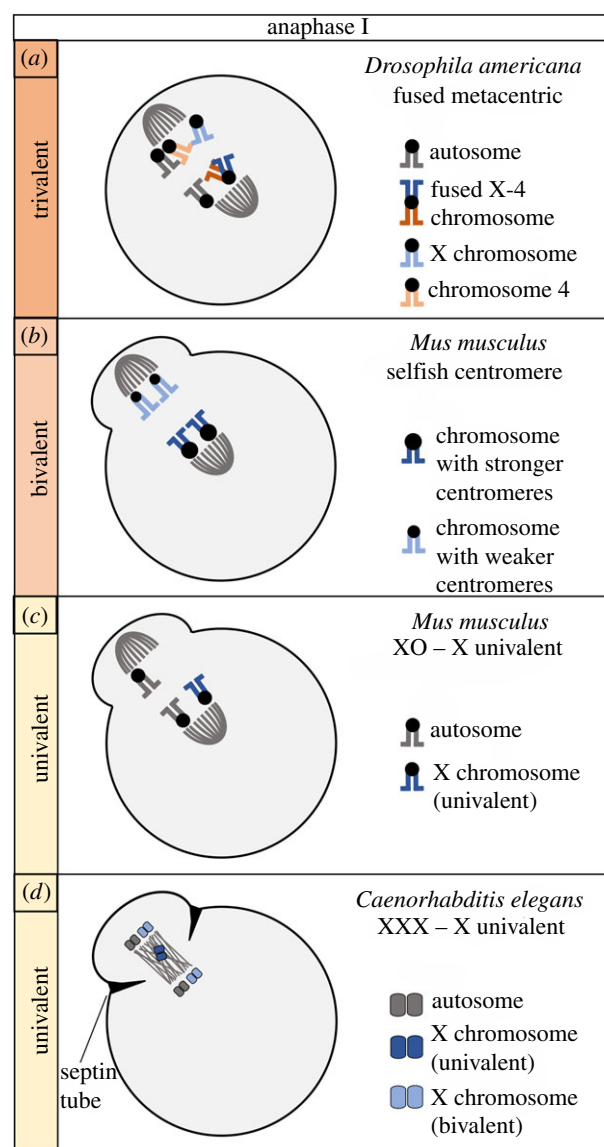 anaphase I
(a)
trivalent
Drosophila americana
fused metacentric
autosome
fused X-4
chromosome
X chromosome
chromosome 4
(b)
bivalent
Mus musculus
selfish centromere
chromosome
with stronger
centromeres
chromosome
with weaker
centromeres
(c)
univalent
Mus musculus
XO – X univalent
autosome
X chromosome
(univalent)
(d)
univalent
Caenorhabditis elegans
XXX – X univalent
autosome
X chromosome
(univalent)
X chromosome
(bivalent)
septin
tube